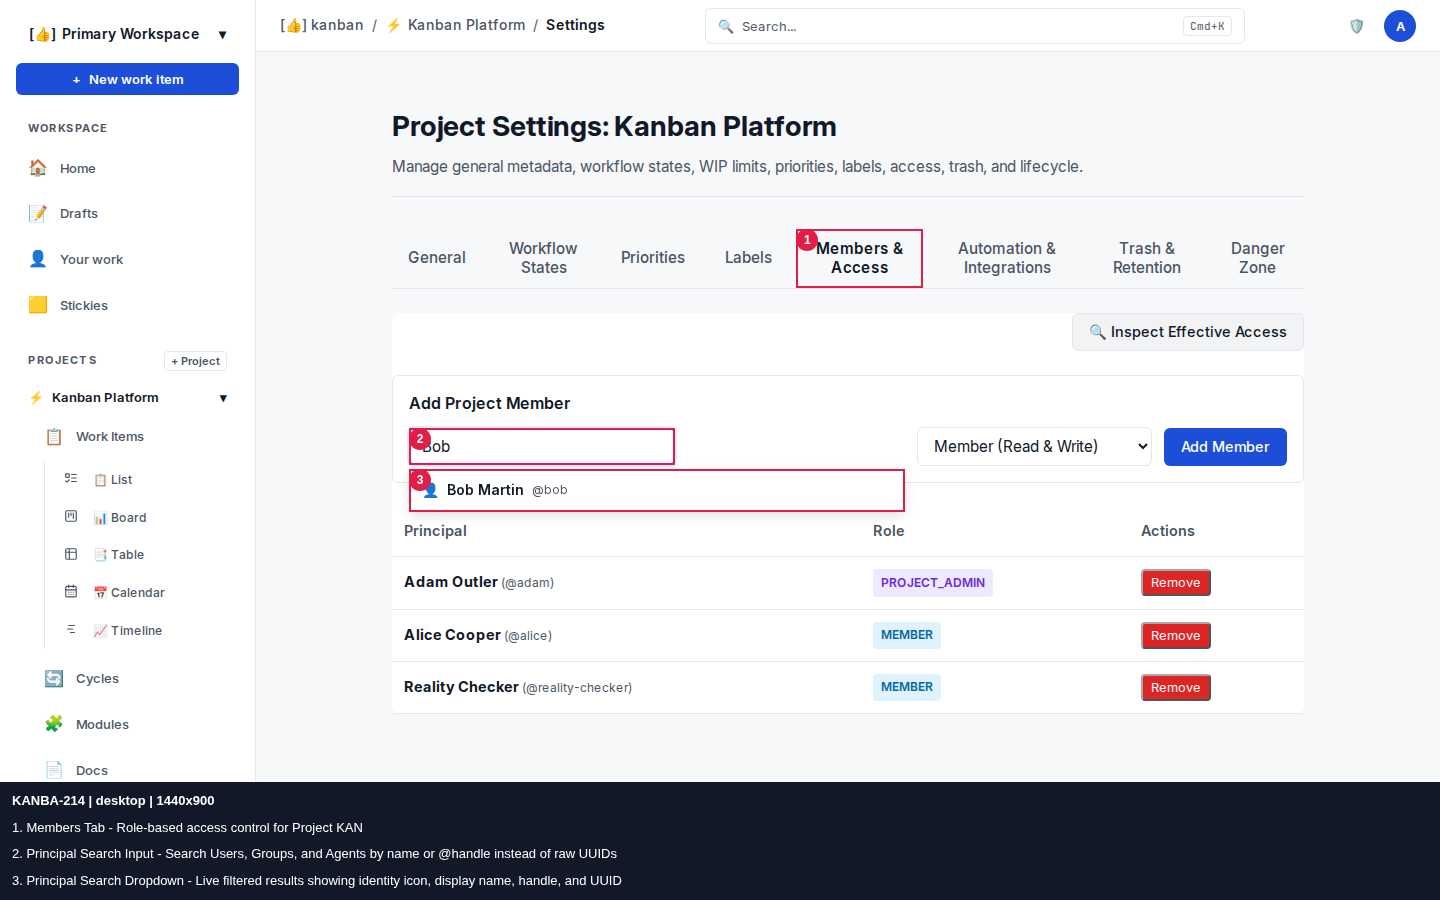 [👍] Primary Workspace ▼
+ New work item
WORKSPACE
🏠 Home
📝 Drafts
👤 Your work
🟨 Stickies
PROJECTS + Project
⚡ Kanban Platform ▼
📋 Work Items
📋 List
📊 Board
📑 Table
📅 Calendar
📈 Timeline
🔄 Cycles
🧩 Modules
📄 Docs
[👍] kanban / ⚡ Kanban Platform / Settings
🔍 Search... Cmd+K
🛡️ A
Project Settings: Kanban Platform
Manage general metadata, workflow states, WIP limits, priorities, labels, access, trash, and lifecycle.
General
Workflow
States
Priorities
Labels
1 Members &
Access
Automation &
Integrations
Trash &
Retention
Danger
Zone
🔍 Inspect Effective Access
Add Project Member
2 Bob
Member (Read & Write)
Add Member
3 👤 Bob Martin @bob
Principal Role Actions
Adam Outler (@adam) PROJECT_ADMIN Remove
Alice Cooper (@alice) MEMBER Remove
Reality Checker (@reality-checker) MEMBER Remove
KANBA-214 | desktop | 1440x900
1. Members Tab - Role-based access control for Project KAN
2. Principal Search Input - Search Users, Groups, and Agents by name or @handle instead of raw UUIDs
3. Principal Search Dropdown - Live filtered results showing identity icon, display name, handle, and UUID